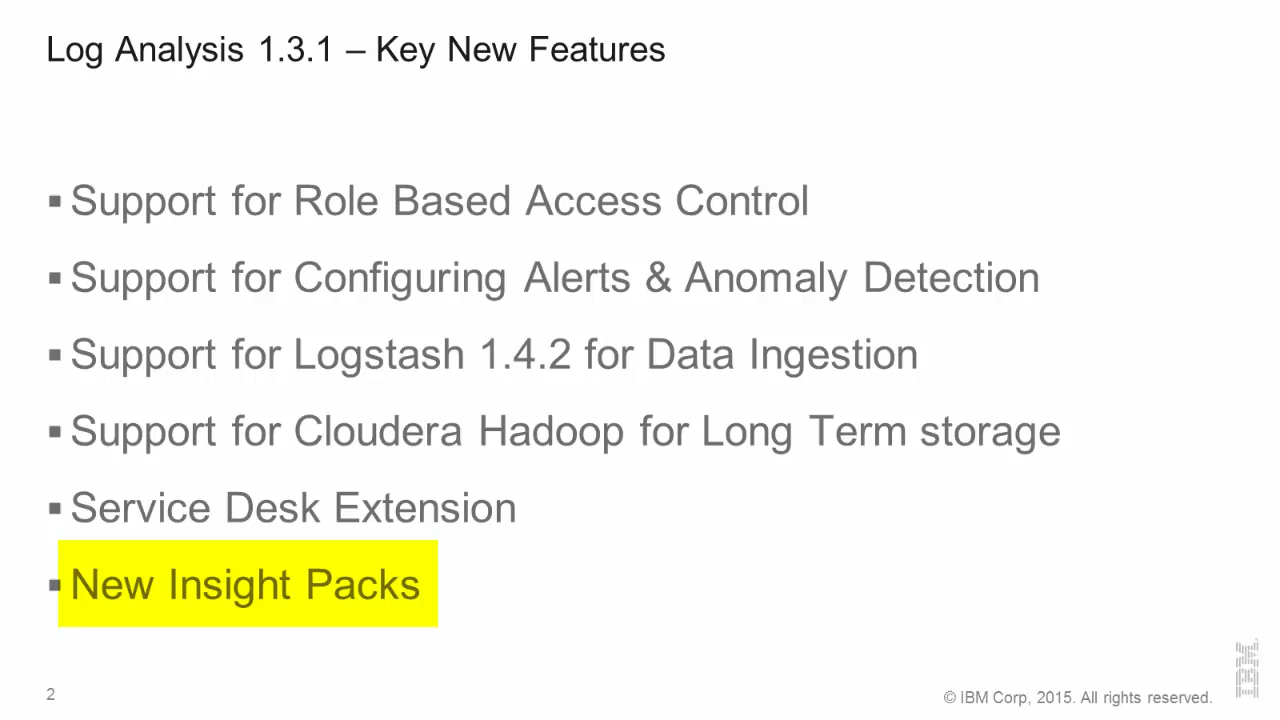 Log Analysis 1.3.1 – Key New Features
▪ Support for Role Based Access Control
▪ Support for Configuring Alerts & Anomaly Detection
▪ Support for Logstash 1.4.2 for Data Ingestion
▪ Support for Cloudera Hadoop for Long Term storage
▪ Service Desk Extension
▪ New Insight Packs
2
© IBM Corp, 2015. All rights reserved.
IBM